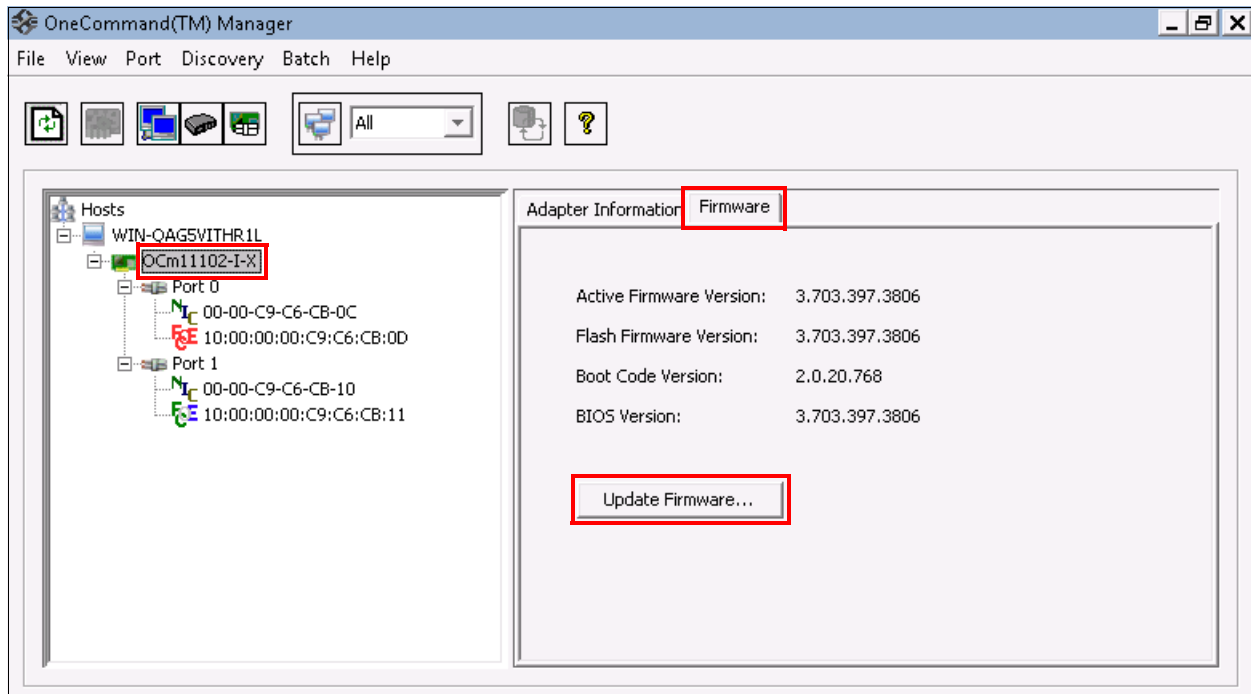 OneCommand(TM) Manager
File View Port Discovery Batch Help
All
Hosts
WIN-QAG5VITHR1L
OCm11102-I-X
Port 0
NIC 00-00-C9-C6-CB-0C
FCoE 10:00:00:00:C9:C6:CB:0D
Port 1
NIC 00-00-C9-C6-CB-10
FCoE 10:00:00:00:C9:C6:CB:11
Adapter Information Firmware
Active Firmware Version: 3.703.397.3806
Flash Firmware Version: 3.703.397.3806
Boot Code Version: 2.0.20.768
BIOS Version: 3.703.397.3806
Update Firmware...